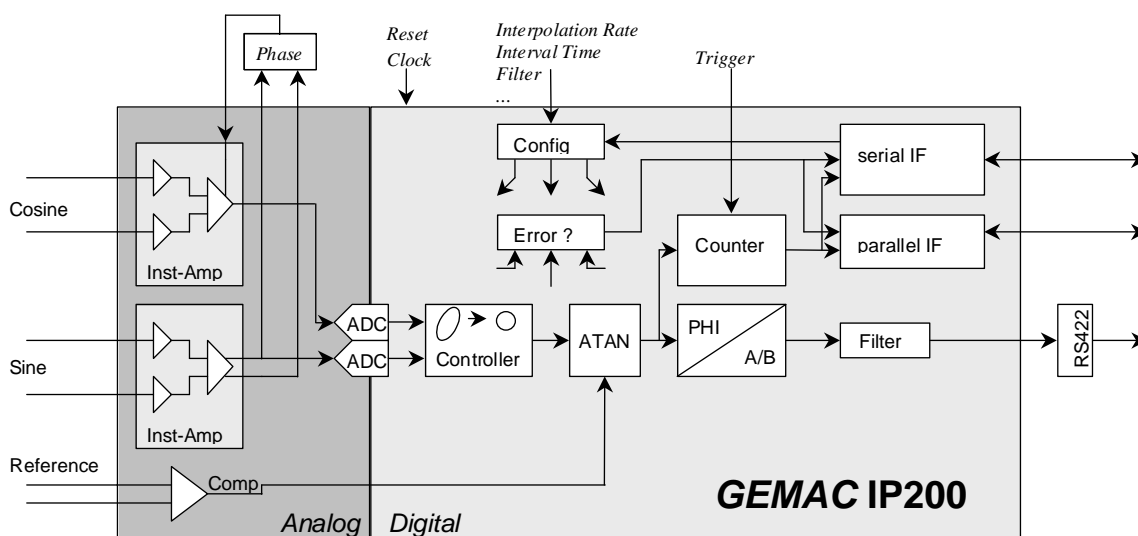 Phase
Reset
Clock
Interpolation Rate
Interval Time
Filter
...
Trigger
Config
serial IF
Cosine
Error ?
Counter
parallel IF
Inst-Amp
ADC
ADC
Controller
ATAN
PHI
A/B
Filter
RS422
Sine
Inst-Amp
Reference
Comp
GEMAC IP200
Analog
Digital